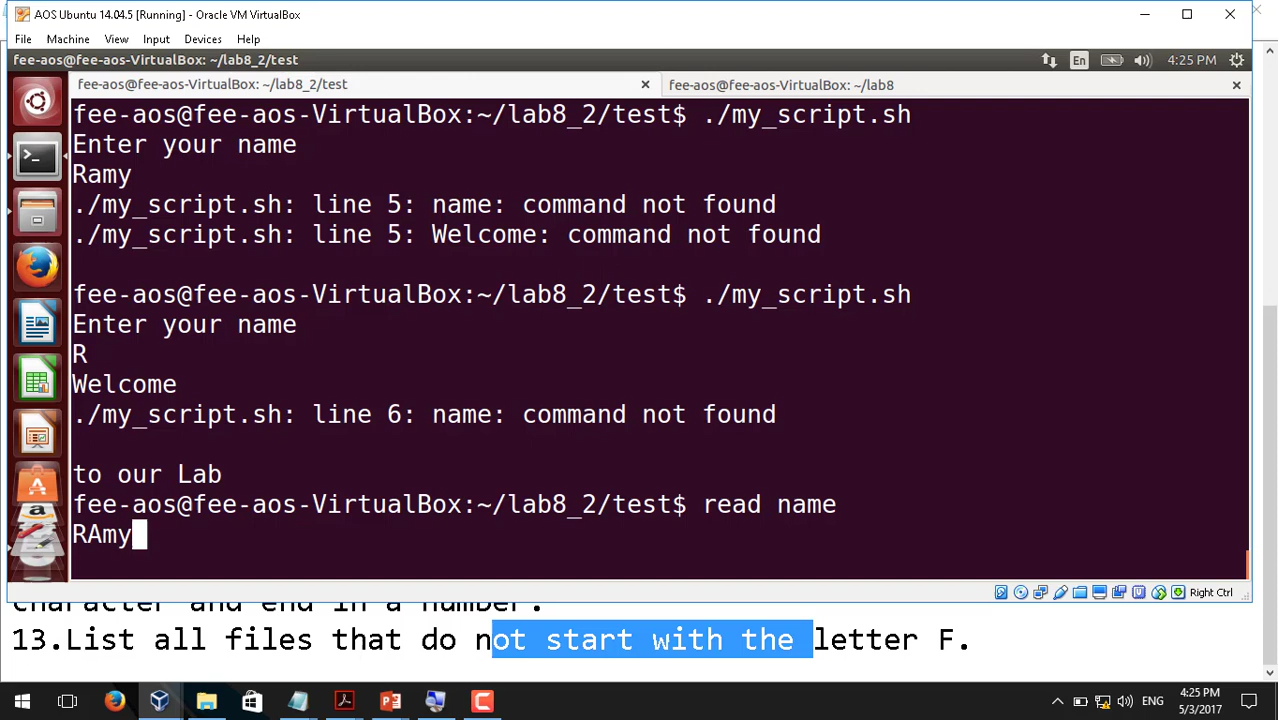 AOS Ubuntu 14.04.5 [Running] - Oracle VM VirtualBox
File Machine View Input Devices Help
fee-aos@fee-aos-VirtualBox: ~/lab8_2/test
En
4:25 PM
fee-aos@fee-aos-VirtualBox: ~/lab8_2/test
fee-aos@fee-aos-VirtualBox: ~/lab8
fee-aos@fee-aos-VirtualBox:~/lab8_2/test$ ./my_script.sh
Enter your name
Ramy
./my_script.sh: line 5: name: command not found
./my_script.sh: line 5: Welcome: command not found
fee-aos@fee-aos-VirtualBox:~/lab8_2/test$ ./my_script.sh
Enter your name
R
Welcome
./my_script.sh: line 6: name: command not found
to our Lab
fee-aos@fee-aos-VirtualBox:~/lab8_2/test$ read name
RAmy
Right Ctrl
character and end in a number.
13.List all files that do not start with the letter F.
ENG
4:25 PM
5/3/2017